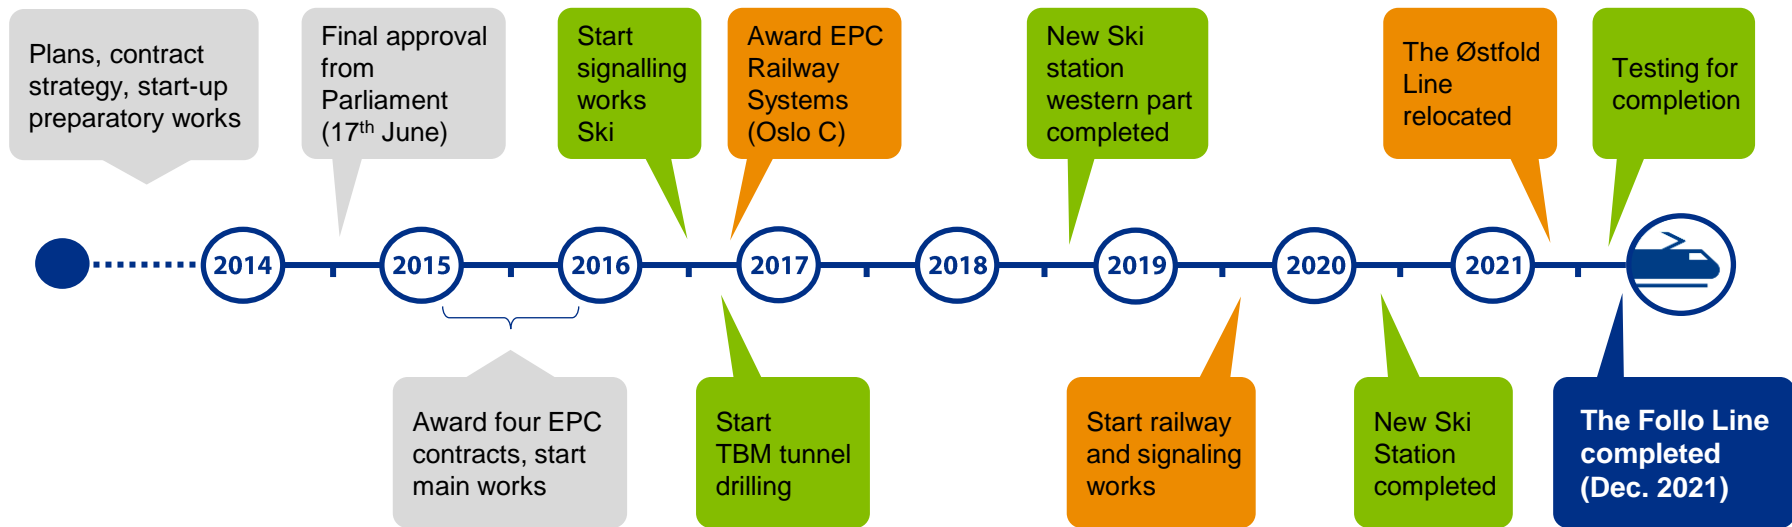 Plans, contract
strategy, start-up
preparatory works
Final approval
from
Parliament
(17th June)
Start
signalling
works
Ski
Award EPC
Railway
Systems
(Oslo C)
New Ski
station
western part
completed
The Østfold
Line
relocated
Testing for
completion
2014
2015
2016
2017
2018
2019
2020
2021
Award four EPC
contracts, start
main works
Start
TBM tunnel
drilling
Start railway
and signaling
works
New Ski
Station
completed
The Follo Line
completed
(Dec. 2021)